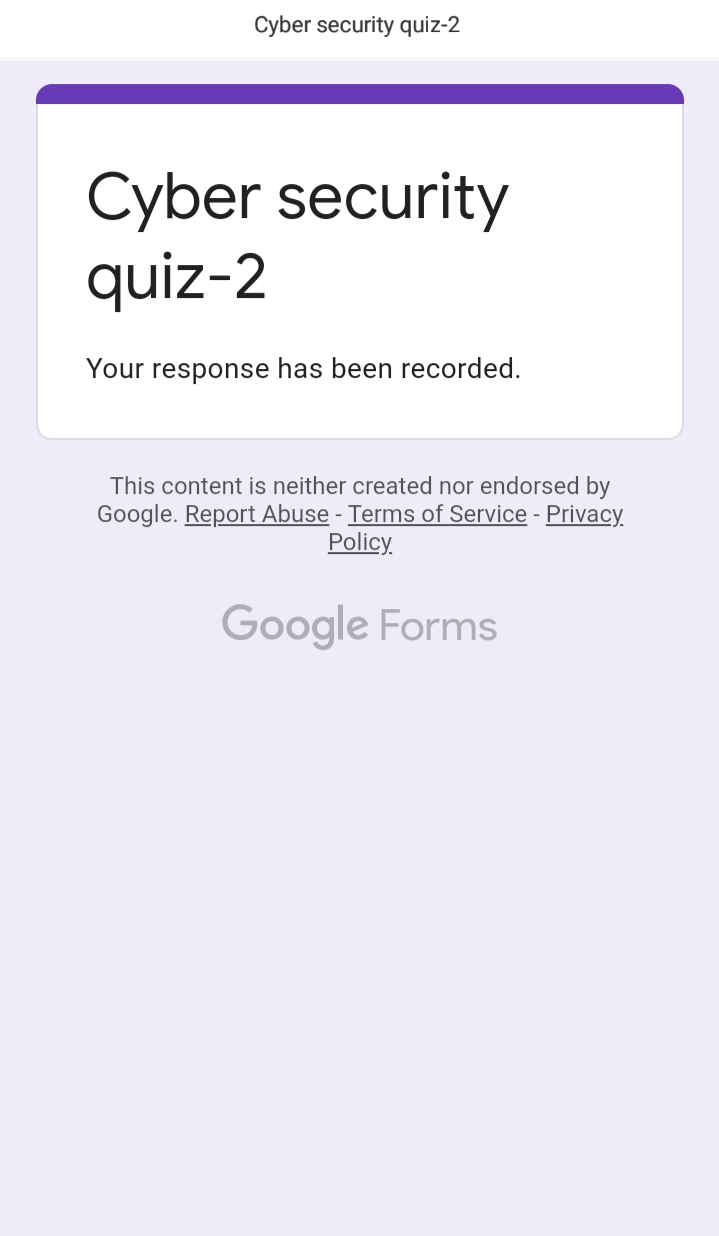 Cyber security quiz-2
Cyber security
quiz-2
Your response has been recorded.
This content is neither created nor endorsed by
Google. Report Abuse - Terms of Service - Privacy
Policy
Google Forms